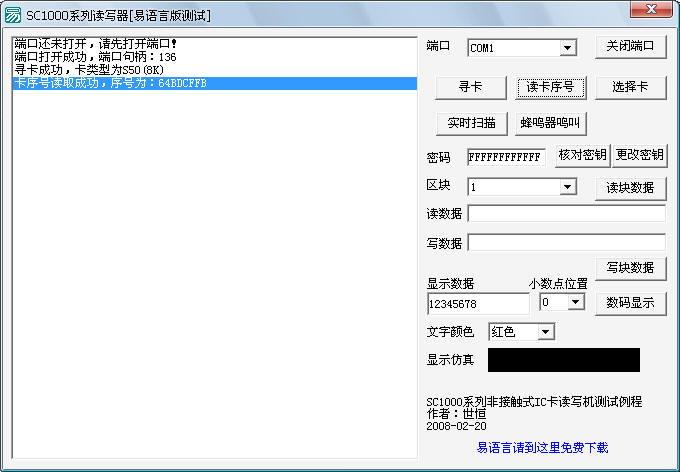 SC1000系列读写器[易语言版测试]
端口还未打开，请先打开端口！
端口打开成功，端口句柄：136
寻卡成功，卡类型为S50(8K)
卡序号读取成功，序号为：64BDCFFB
端口 COM1 关闭端口
寻卡 读卡序号 选择卡
实时扫描 蜂鸣器鸣叫
密码 FFFFFFFFFFFF 核对密钥 更改密钥
区块 1 读块数据
读数据
写数据
写块数据
显示数据 小数点位置
12345678 0 数码显示
文字颜色 红色
显示仿真
SC1000系列非接触式IC卡读写机测试例程
作者：世恒
2008-02-20
易语言请到这里免费下载